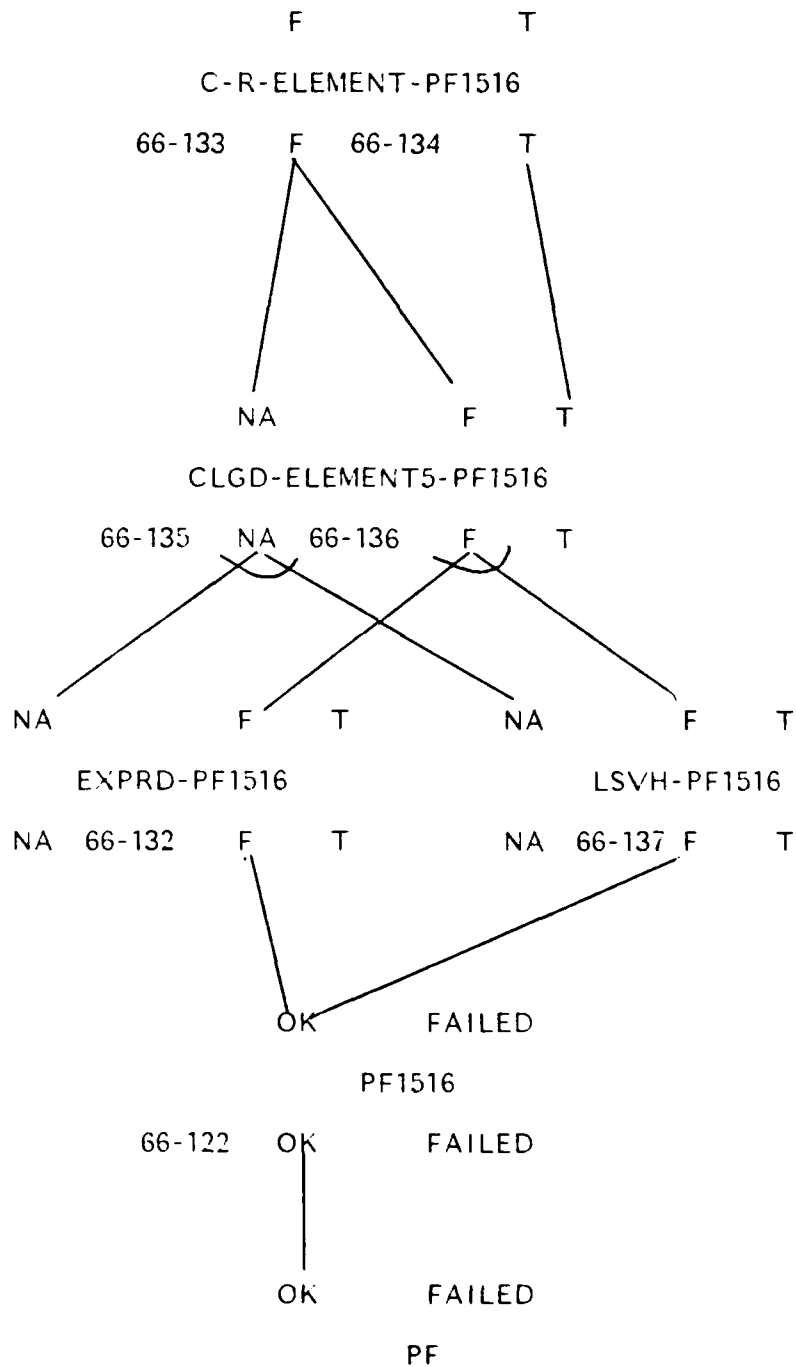 F T
C-R-ELEMENT-PF1516
66-133 F 66-134 T
NA F T
CLGD-ELEMENT5-PF1516
66-135 NA 66-136 F T
NA F T NA F T
EXPRD-PF1516 LSVH-PF1516
NA 66-132 F T NA 66-137 F T
OK FAILED
PF1516
66-122 OK FAILED
OK FAILED
PF